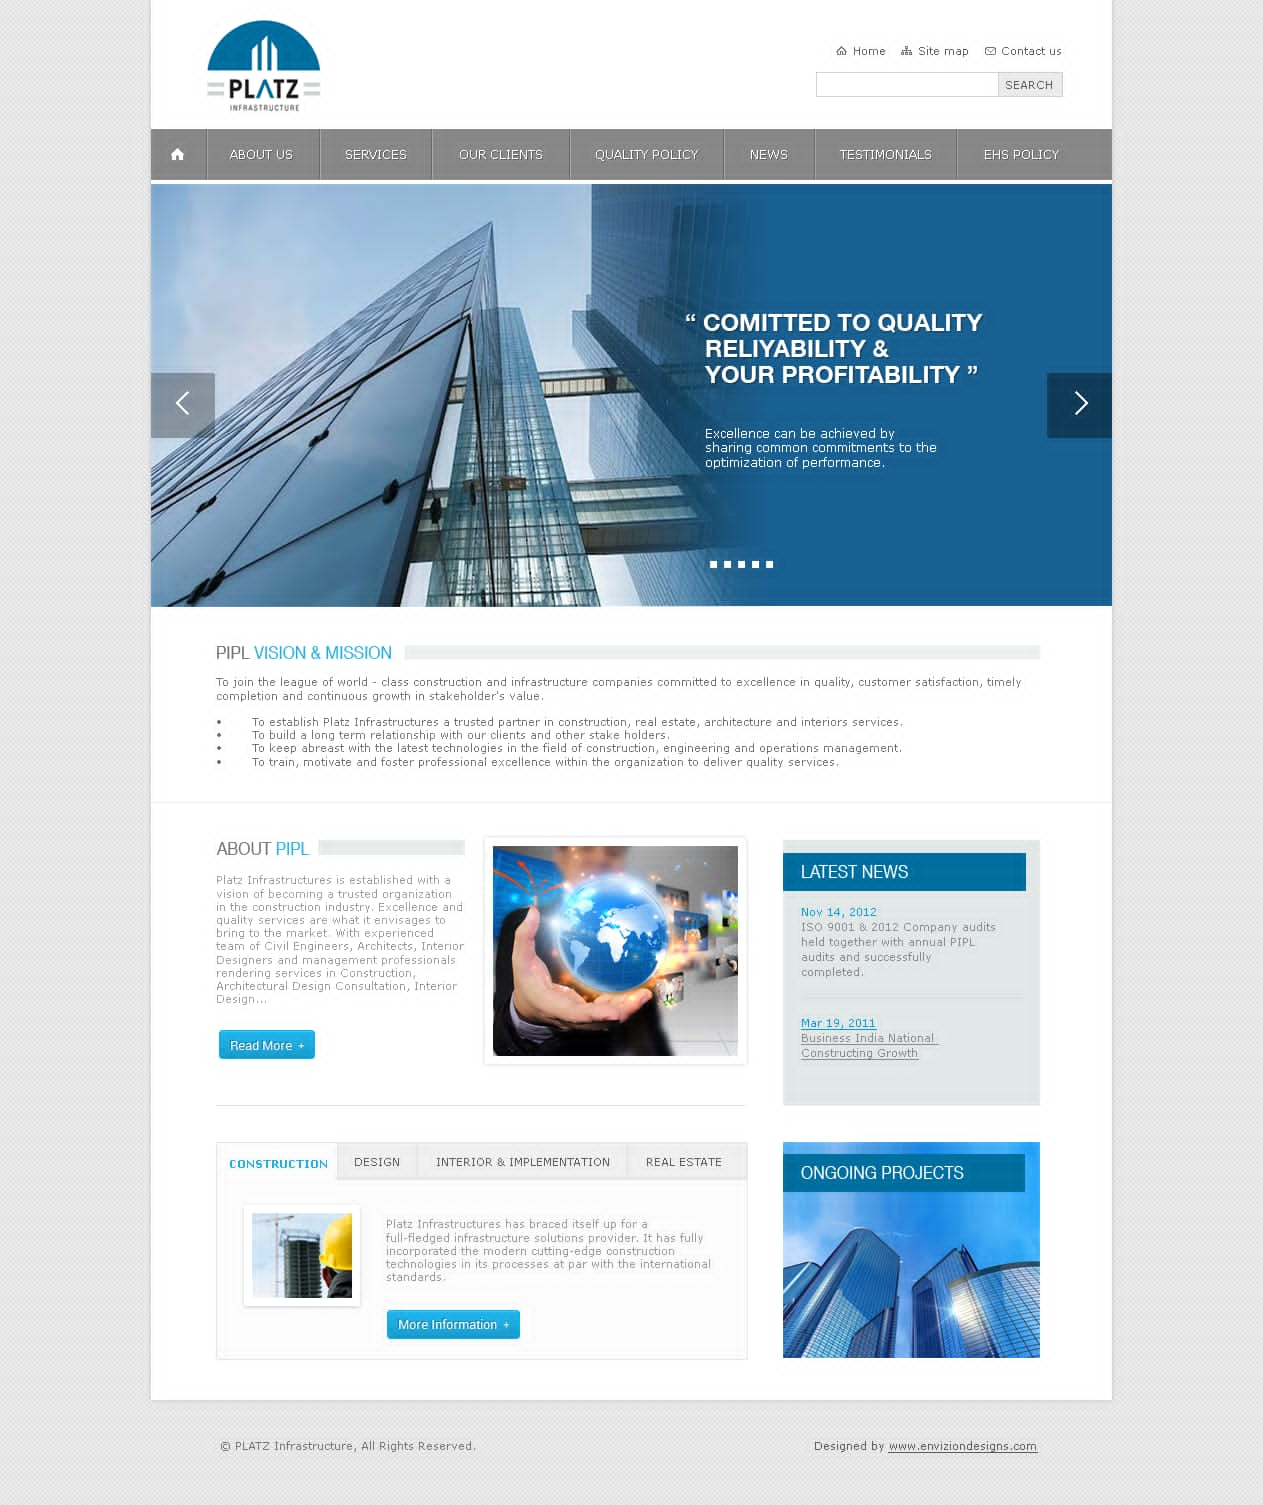 PLATZ
INFRASTRUCTURE
Home
Site map
Contact us
SEARCH
ABOUT US
SERVICES
OUR CLIENTS
QUALITY POLICY
NEWS
TESTIMONIALS
EHS POLICY
“ COMITTED TO QUALITY
RELIYABILITY &
YOUR PROFITABILITY ”
Excellence can be achieved by
sharing common commitments to the
optimization of performance.
PIPL VISION & MISSION
To join the league of world - class construction and infrastructure companies committed to excellence in quality, customer satisfaction, timely
completion and continuous growth in stakeholder's value.
• To establish Platz Infrastructures a trusted partner in construction, real estate, architecture and interiors services.
• To build a long term relationship with our clients and other stake holders.
• To keep abreast with the latest technologies in the field of construction, engineering and operations management.
• To train, motivate and foster professional excellence within the organization to deliver quality services.
ABOUT PIPL
Platz Infrastructures is established with a
vision of becoming a trusted organization
in the construction industry. Excellence and
quality services are what it envisages to
bring to the market. With experienced
team of Civil Engineers, Architects, Interior
Designers and management professionals
rendering services in Construction,
Architectural Design Consultation, Interior
Design...
Read More +
LATEST NEWS
Nov 14, 2012
ISO 9001 & 2012 Company audits
held together with annual PIPL
audits and successfully
completed.
Mar 19, 2011
Business India National
Constructing Growth
CONSTRUCTION
DESIGN
INTERIOR & IMPLEMENTATION
REAL ESTATE
Platz Infrastructures has braced itself up for a
full-fledged infrastructure solutions provider. It has fully
incorporated the modern cutting-edge construction
technologies in its processes at par with the international
standards.
More Information +
ONGOING PROJECTS
© PLATZ Infrastructure, All Rights Reserved.
Designed by www.enviziondesigns.com